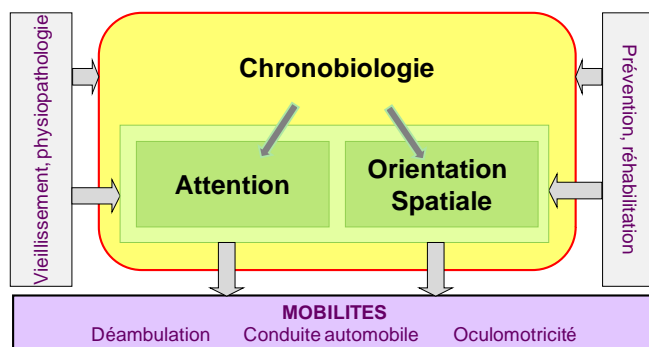 Vieillissement, physiopathologie
Chronobiologie
Prévention, réhabilitation
Attention
Orientation
Spatiale
MOBILITES
Déambulation Conduite automobile Oculomotricité